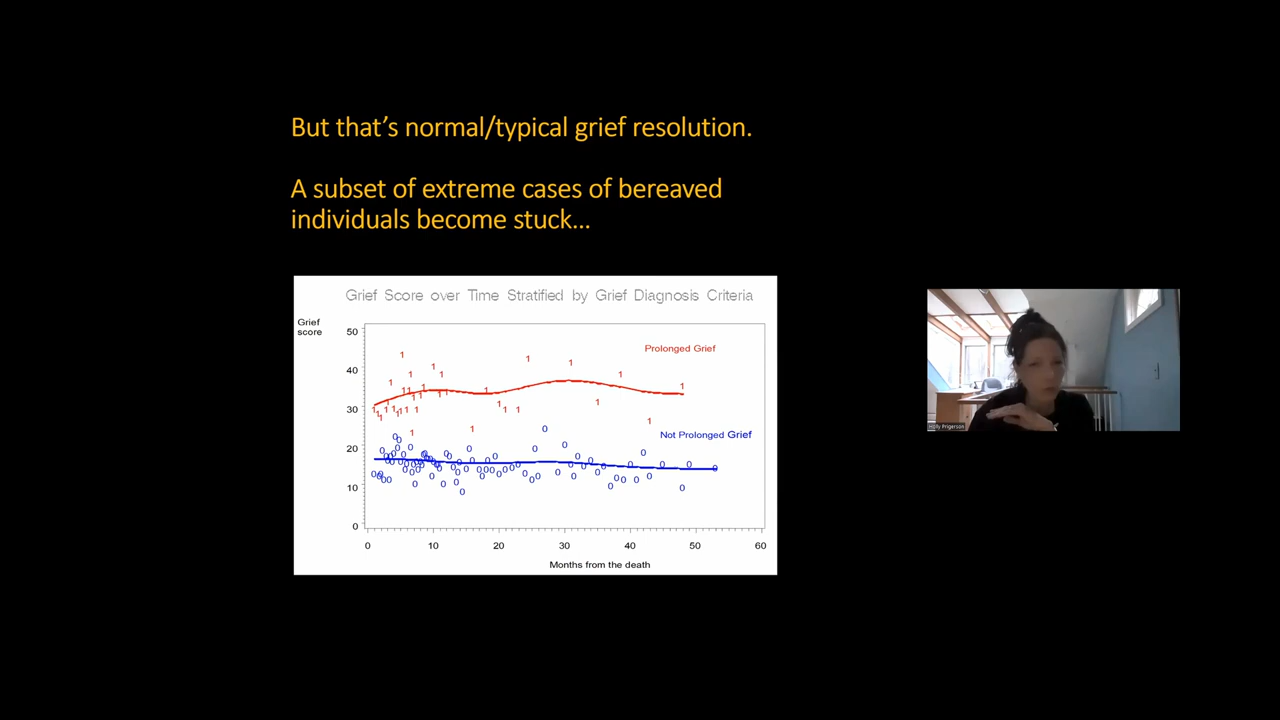 But that’s normal/typical grief resolution.
A subset of extreme cases of bereaved
individuals become stuck…
Grief Score over Time Stratified by Grief Diagnosis Criteria
Grief
score
50
40
30
20
10
0
Prolonged Grief
Not Prolonged Grief
0 10 20 30 40 50 60
Months from the death
Holly Prigerson